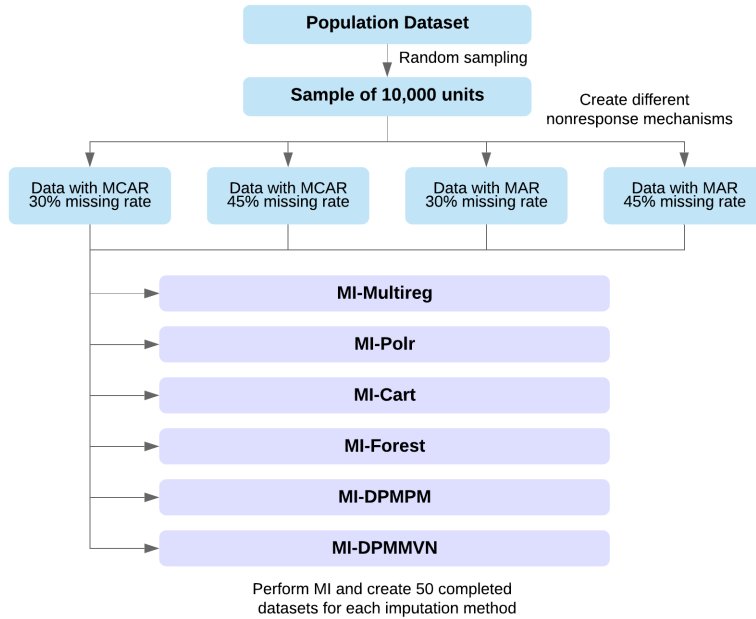 Population Dataset
Random sampling
Sample of 10,000 units
Create different
nonresponse mechanisms
Data with MCAR
30% missing rate
Data with MCAR
45% missing rate
Data with MAR
30% missing rate
Data with MAR
45% missing rate
MI-Multireg
MI-Polr
MI-Cart
MI-Forest
MI-DPMPM
MI-DPMMVN
Perform MI and create 50 completed
datasets for each imputation method